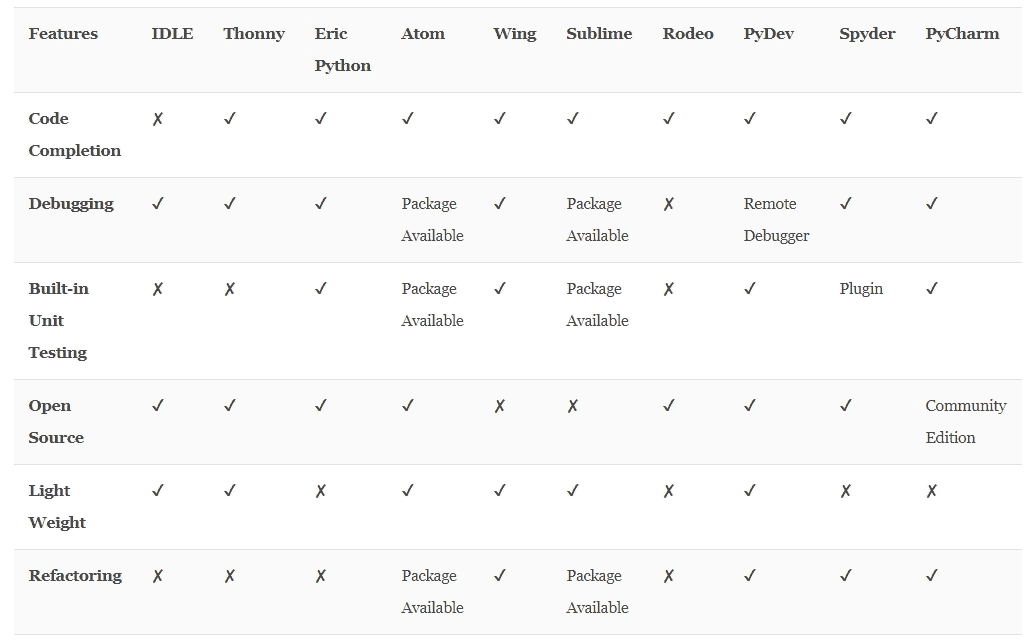 Features IDLE Thonny Eric Python Atom Wing Sublime Rodeo PyDev Spyder PyCharm
Code Completion ✗ ✓ ✓ ✓ ✓ ✓ ✓ ✓ ✓ ✓
Debugging ✓ ✓ ✓ Package Available ✓ Package Available ✗ Remote Debugger ✓ ✓
Built-in Unit Testing ✗ ✗ ✓ Package Available ✓ Package Available ✗ ✓ Plugin ✓
Open Source ✓ ✓ ✓ ✓ ✗ ✗ ✓ ✓ ✓ Community Edition
Light Weight ✓ ✓ ✗ ✓ ✓ ✓ ✗ ✓ ✗ ✗
Refactoring ✗ ✗ ✗ Package Available ✓ Package Available ✗ ✓ ✓ ✓